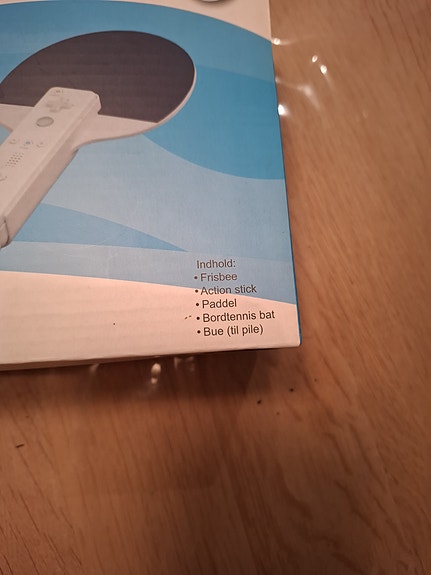 Indhold:
• Frisbee
• Action stick
• Paddel
• Bordtennis bat
• Bue (til pile)